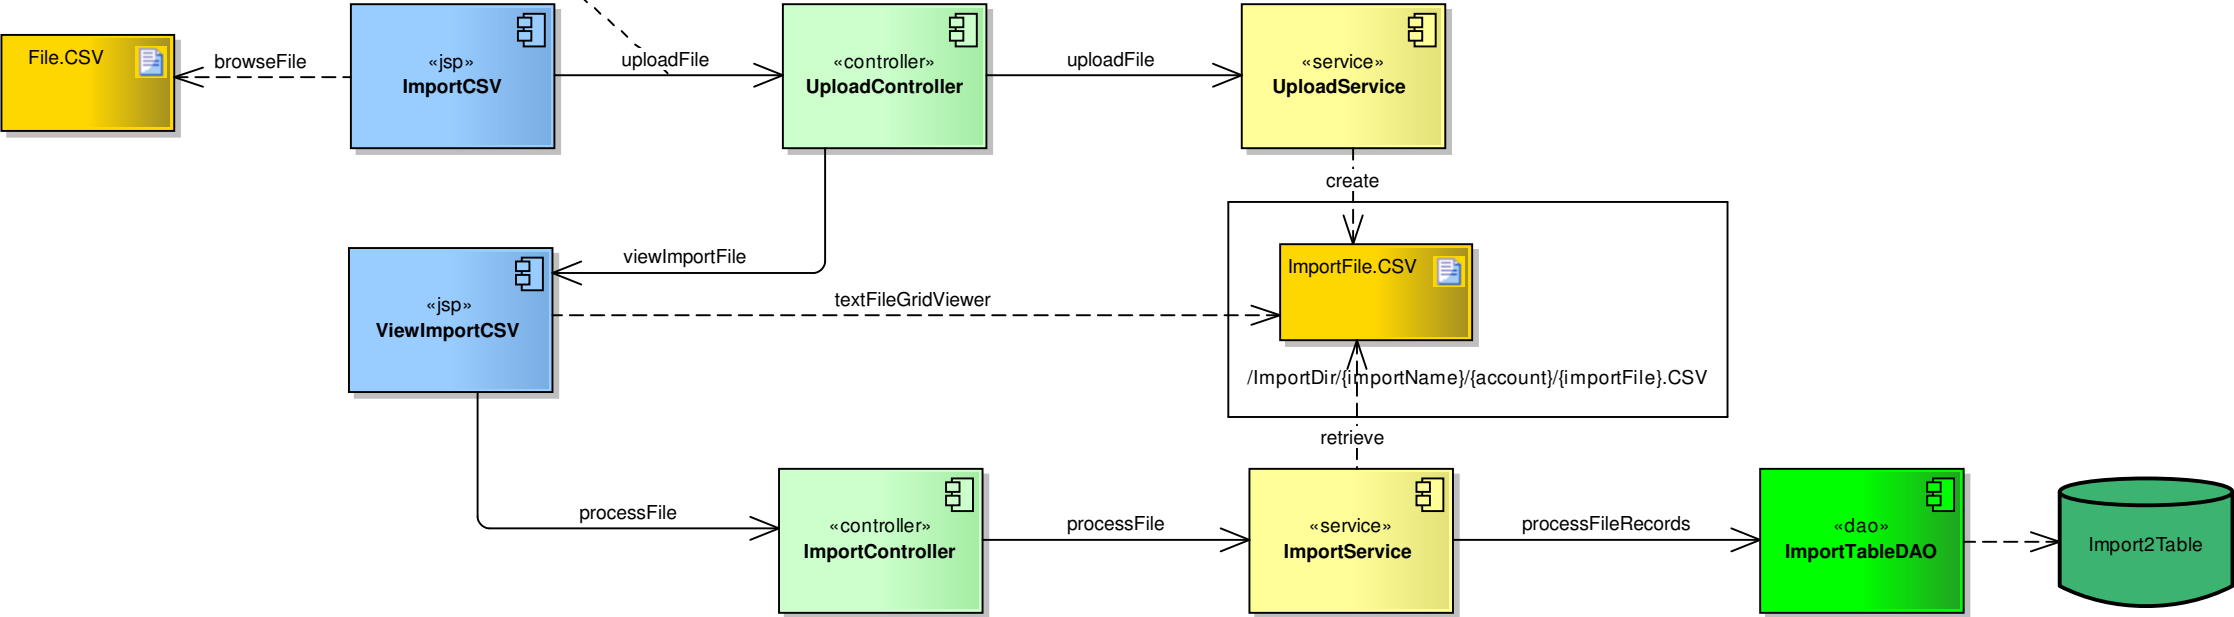 File.CSV
browseFile
«jsp»
ImportCSV
uploadFile
«controller»
UploadController
uploadFile
«service»
UploadService
create
viewImportFile
ImportFile.CSV
textFileGridViewer
«jsp»
ViewImportCSV
/ImportDir/{importName}/{account}/{importFile}.CSV
retrieve
processFile
«controller»
ImportController
processFile
«service»
ImportService
processFileRecords
«dao»
ImportTableDAO
Import2Table